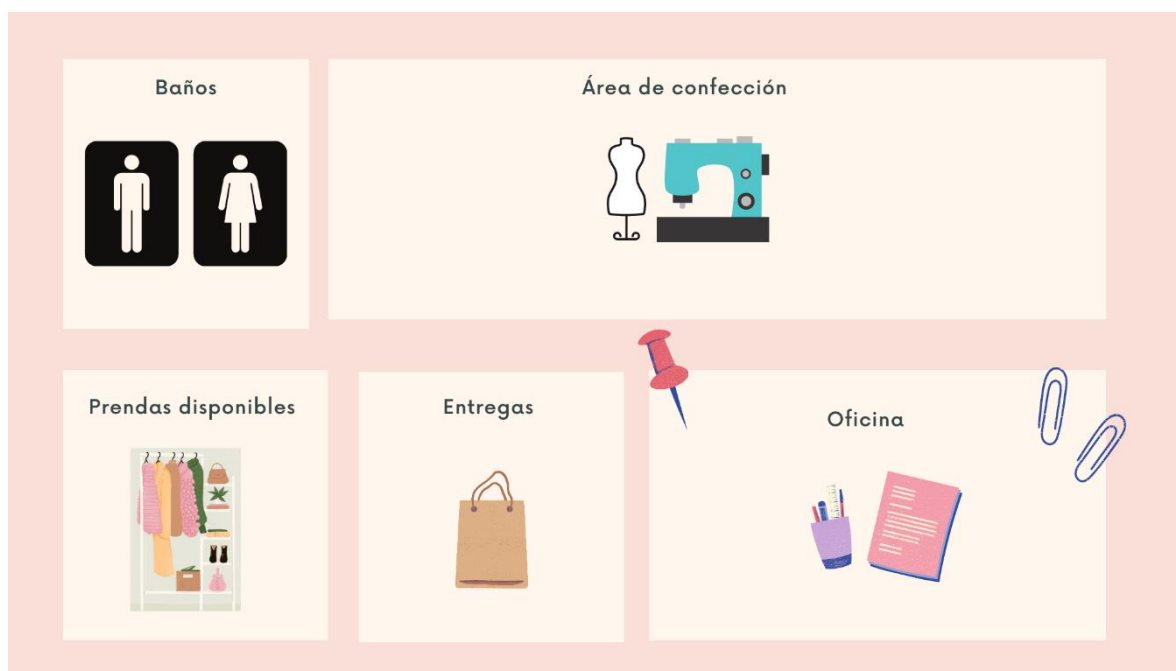 Baños
Área de confección
Prendas disponibles
Entregas
Oficina